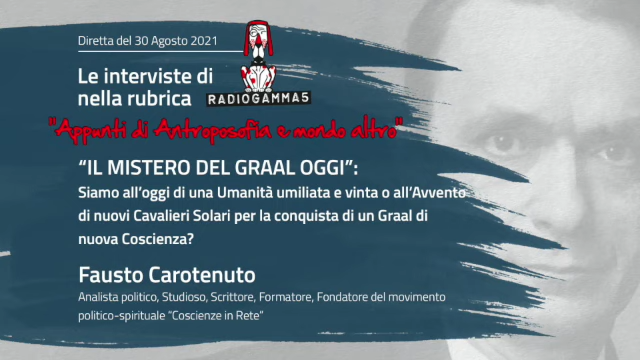 Diretta del 30 Agosto 2021
Le interviste di
nella rubrica
RADIOGAMMA5
"Appunti di Antroposofia e mondo altro"
“IL MISTERO DEL GRAAL OGGI”:
Siamo all’oggi di una Umanità umiliata e vinta o all’Avvento
di nuovi Cavalieri Solari per la conquista di un Graal di
nuova Coscienza?
Fausto Carotenuto
Analista politico, Studioso, Scrittore, Formatore, Fondatore del movimento
politico-spirituale “Coscienze in Rete”